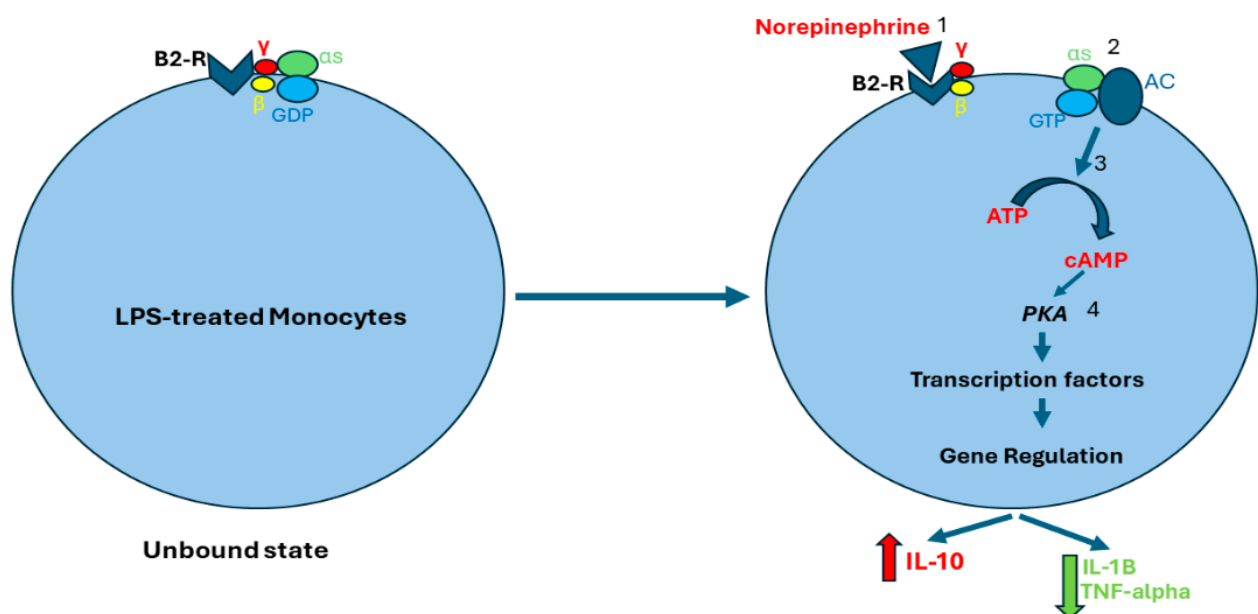 B2-R
γ
αs
β
GDP
LPS-treated Monocytes
Unbound state
Norepinephrine 1
γ
B2-R
β
αs
2
AC
GTP
3
ATP
cAMP
PKA 4
Transcription factors
Gene Regulation
IL-10
IL-1B
TNF-alpha